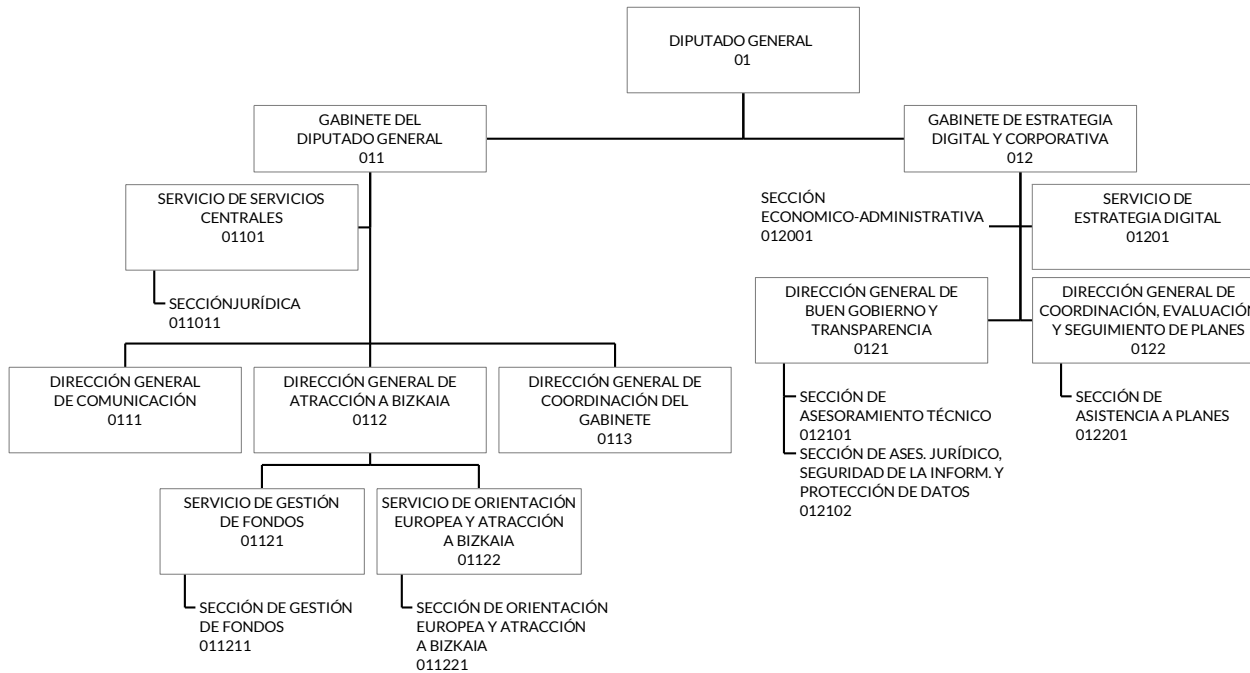 DIPUTADO GENERAL
01
GABINETE DEL
DIPUTADO GENERAL
011
GABINETE DE ESTRATEGIA
DIGITAL Y CORPORATIVA
012
SERVICIO DE SERVICIOS
CENTRALES
01101
SECCIÓNJURÍDICA
011011
SECCIÓN
ECONOMICO-ADMINISTRATIVA
012001
SERVICIO DE
ESTRATEGIA DIGITAL
01201
DIRECCIÓN GENERAL DE
BUEN GOBIERNO Y
TRANSPARENCIA
0121
DIRECCIÓN GENERAL DE
COORDINACIÓN, EVALUACIÓN
Y SEGUIMIENTO DE PLANES
0122
SECCIÓN DE
ASESORAMIENTO TÉCNICO
012101
SECCIÓN DE ASES. JURÍDICO,
SEGURIDAD DE LA INFORM. Y
PROTECCIÓN DE DATOS
012102
SECCIÓN DE
ASISTENCIA A PLANES
012201
DIRECCIÓN GENERAL
DE COMUNICACIÓN
0111
DIRECCIÓN GENERAL DE
ATRACCIÓN A BIZKAIA
0112
DIRECCIÓN GENERAL DE
COORDINACIÓN DEL
GABINETE
0113
SERVICIO DE GESTIÓN
DE FONDOS
01121
SERVICIO DE ORIENTACIÓN
EUROPEA Y ATRACCIÓN
A BIZKAIA
01122
SECCIÓN DE GESTIÓN
DE FONDOS
011211
SECCIÓN DE ORIENTACIÓN
EUROPEA Y ATRACCIÓN
A BIZKAIA
011221